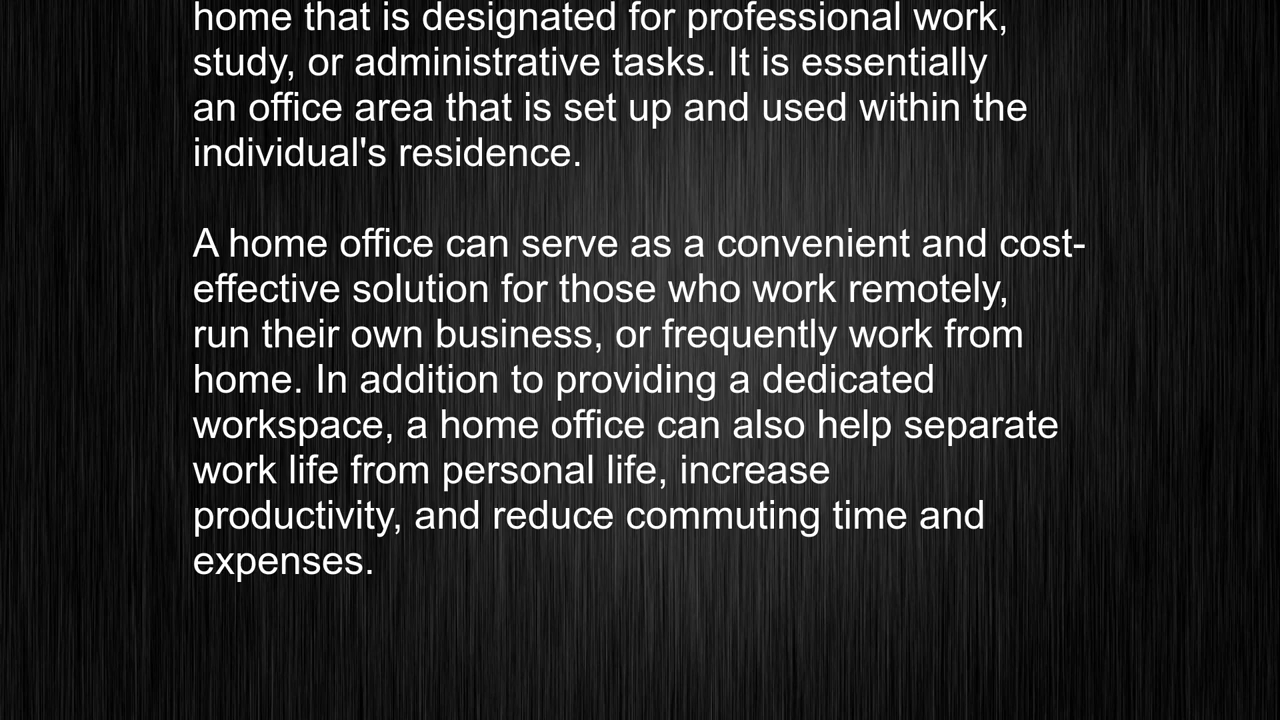 home that is designated for professional work,
study, or administrative tasks. It is essentially
an office area that is set up and used within the
individual's residence.
A home office can serve as a convenient and cost-
effective solution for those who work remotely,
run their own business, or frequently work from
home. In addition to providing a dedicated
workspace, a home office can also help separate
work life from personal life, increase
productivity, and reduce commuting time and
expenses.